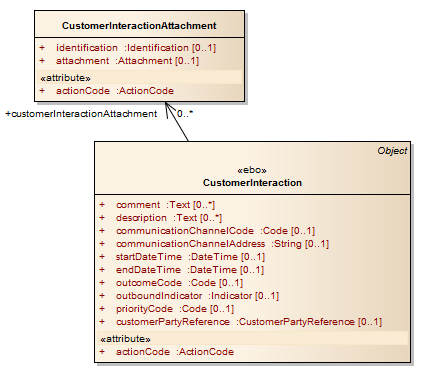 CustomerInteractionAttachment
+ identification :Identification [0..1]
+ attachment :Attachment [0..1]
«attribute»
+ actionCode :ActionCode
+customerInteractionAttachment 0..*
Object
«ebo»
CustomerInteraction
+ comment :Text [0..*]
+ description :Text [0..*]
+ communicationChannelCode :Code [0..1]
+ communicationChannelAddress :String [0..1]
+ startDateTime :DateTime [0..1]
+ endDateTime :DateTime [0..1]
+ outcomeCode :Code [0..1]
+ outboundIndicator :Indicator [0..1]
+ priorityCode :Code [0..1]
+ customerPartyReference :CustomerPartyReference [0..1]
«attribute»
+ actionCode :ActionCode